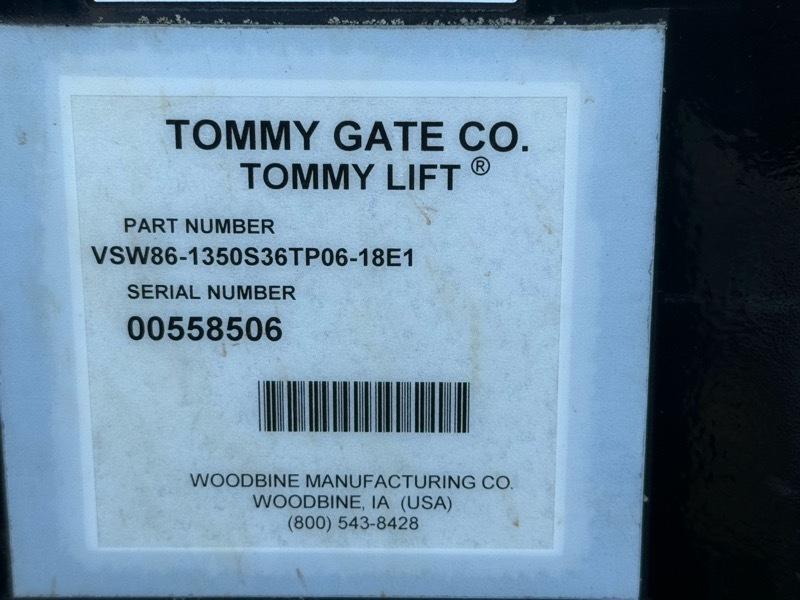 TOMMY GATE CO.
TOMMY LIFT ®
PART NUMBER
VSW86-1350S36TP06-18E1
SERIAL NUMBER
00558506
WOODBINE MANUFACTURING CO.
WOODBINE, IA (USA)
(800) 543-8428